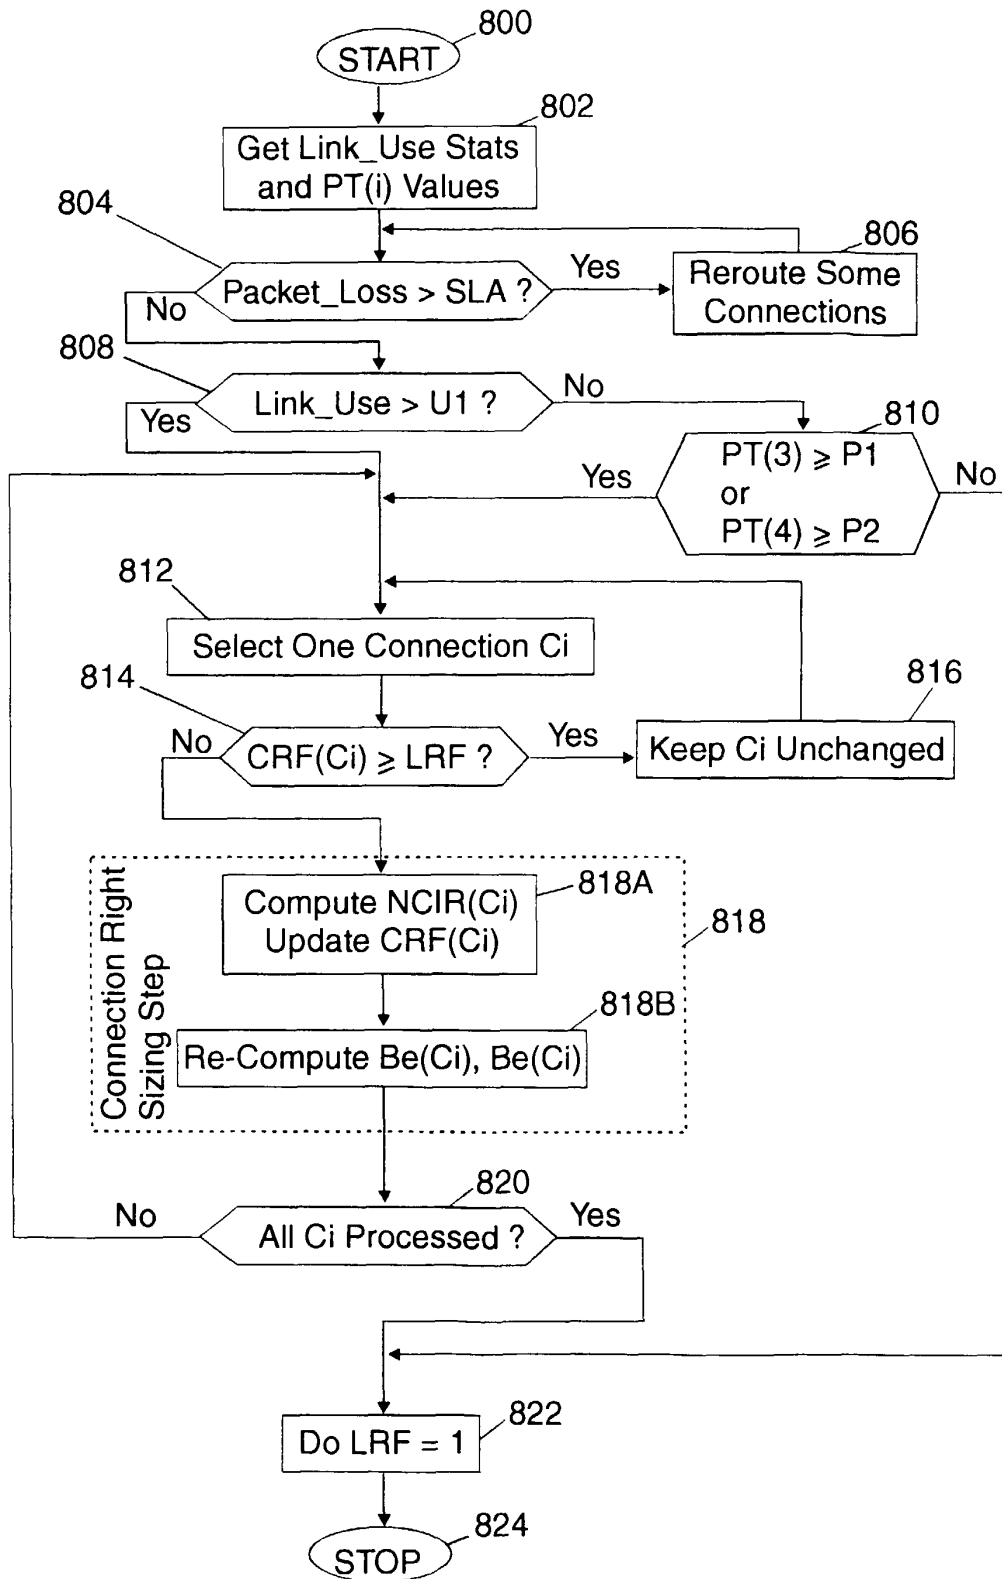 800
START
802
Get Link_Use Stats
and PT(i) Values
804
Packet_Loss > SLA ?
Yes
No
806
Reroute Some
Connections
808
Link_Use > U1 ?
No
Yes
810
PT(3) ⩾ P1
or
PT(4) ⩾ P2
Yes
No
812
Select One Connection Ci
814
CRF(Ci) ⩾ LRF ?
No
Yes
816
Keep Ci Unchanged
Connection Right
Sizing Step
818
818A
Compute NCIR(Ci)
Update CRF(Ci)
818B
Re-Compute Be(Ci), Be(Ci)
820
All Ci Processed ?
No
Yes
822
Do LRF = 1
824
STOP